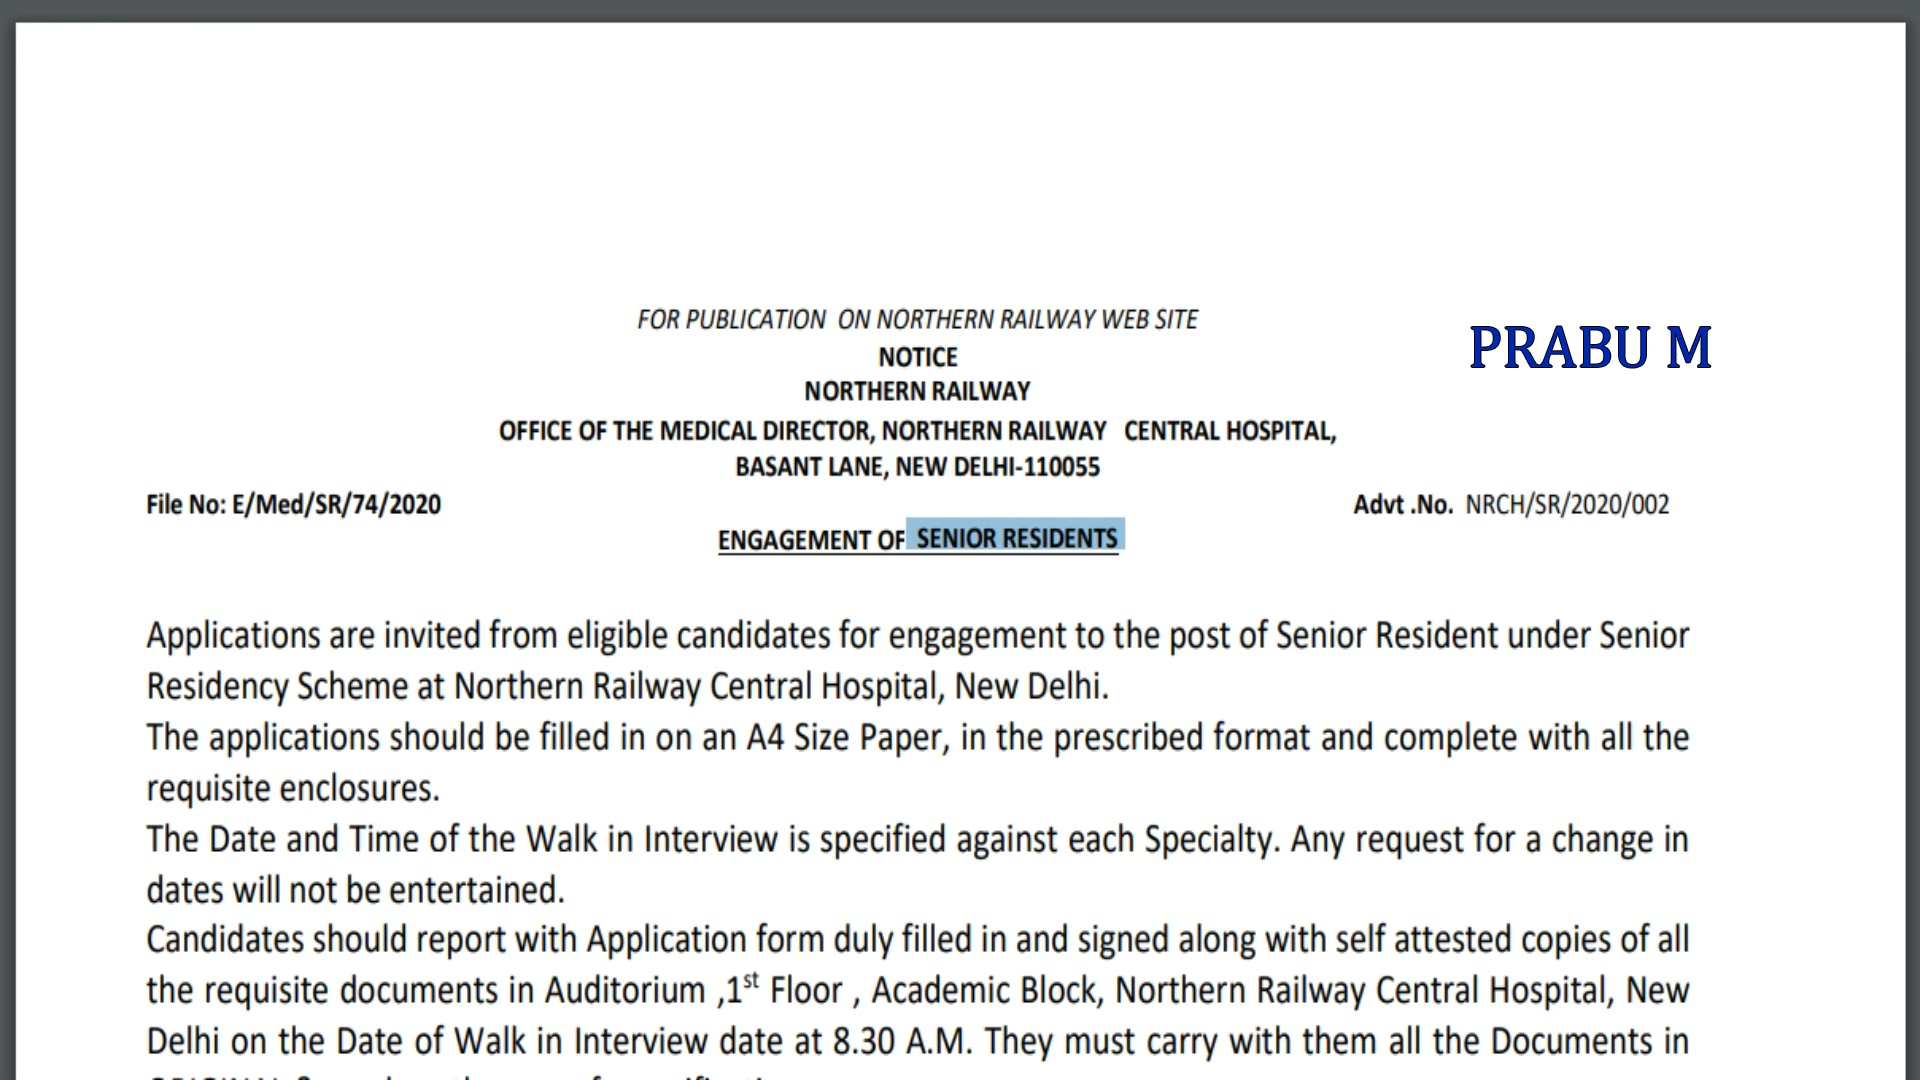 FOR PUBLICATION ON NORTHERN RAILWAY WEB SITE
PRABU M
NOTICE
NORTHERN RAILWAY
OFFICE OF THE MEDICAL DIRECTOR, NORTHERN RAILWAY CENTRAL HOSPITAL,
BASANT LANE, NEW DELHI-110055
File No: E/Med/SR/74/2020 Advt .No. NRCH/SR/2020/002
ENGAGEMENT OF SENIOR RESIDENTS
Applications are invited from eligible candidates for engagement to the post of Senior Resident under Senior
Residency Scheme at Northern Railway Central Hospital, New Delhi.
The applications should be filled in on an A4 Size Paper, in the prescribed format and complete with all the
requisite enclosures.
The Date and Time of the Walk in Interview is specified against each Specialty. Any request for a change in
dates will not be entertained.
Candidates should report with Application form duly filled in and signed along with self attested copies of all
the requisite documents in Auditorium ,1st Floor , Academic Block, Northern Railway Central Hospital, New
Delhi on the Date of Walk in Interview date at 8.30 A.M. They must carry with them all the Documents in